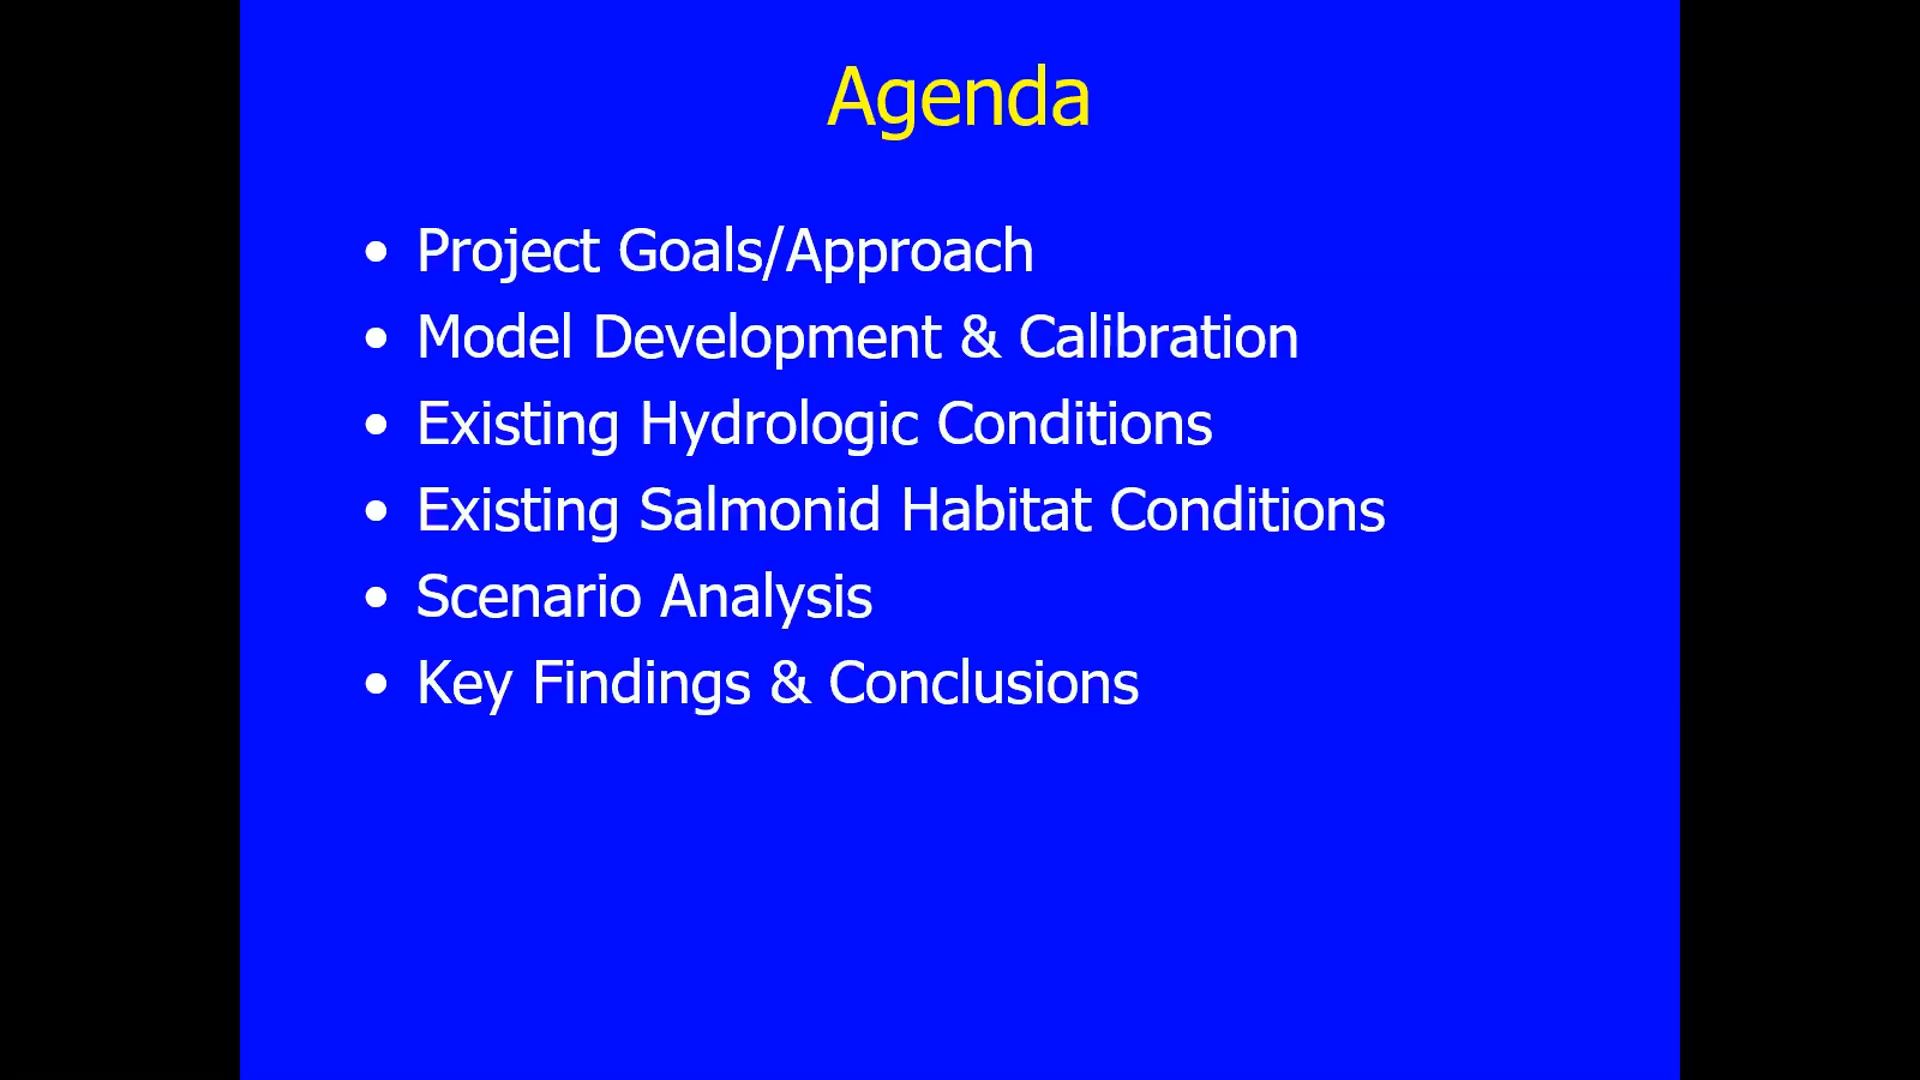 Agenda
• Project Goals/Approach
• Model Development & Calibration
• Existing Hydrologic Conditions
• Existing Salmonid Habitat Conditions
• Scenario Analysis
• Key Findings & Conclusions